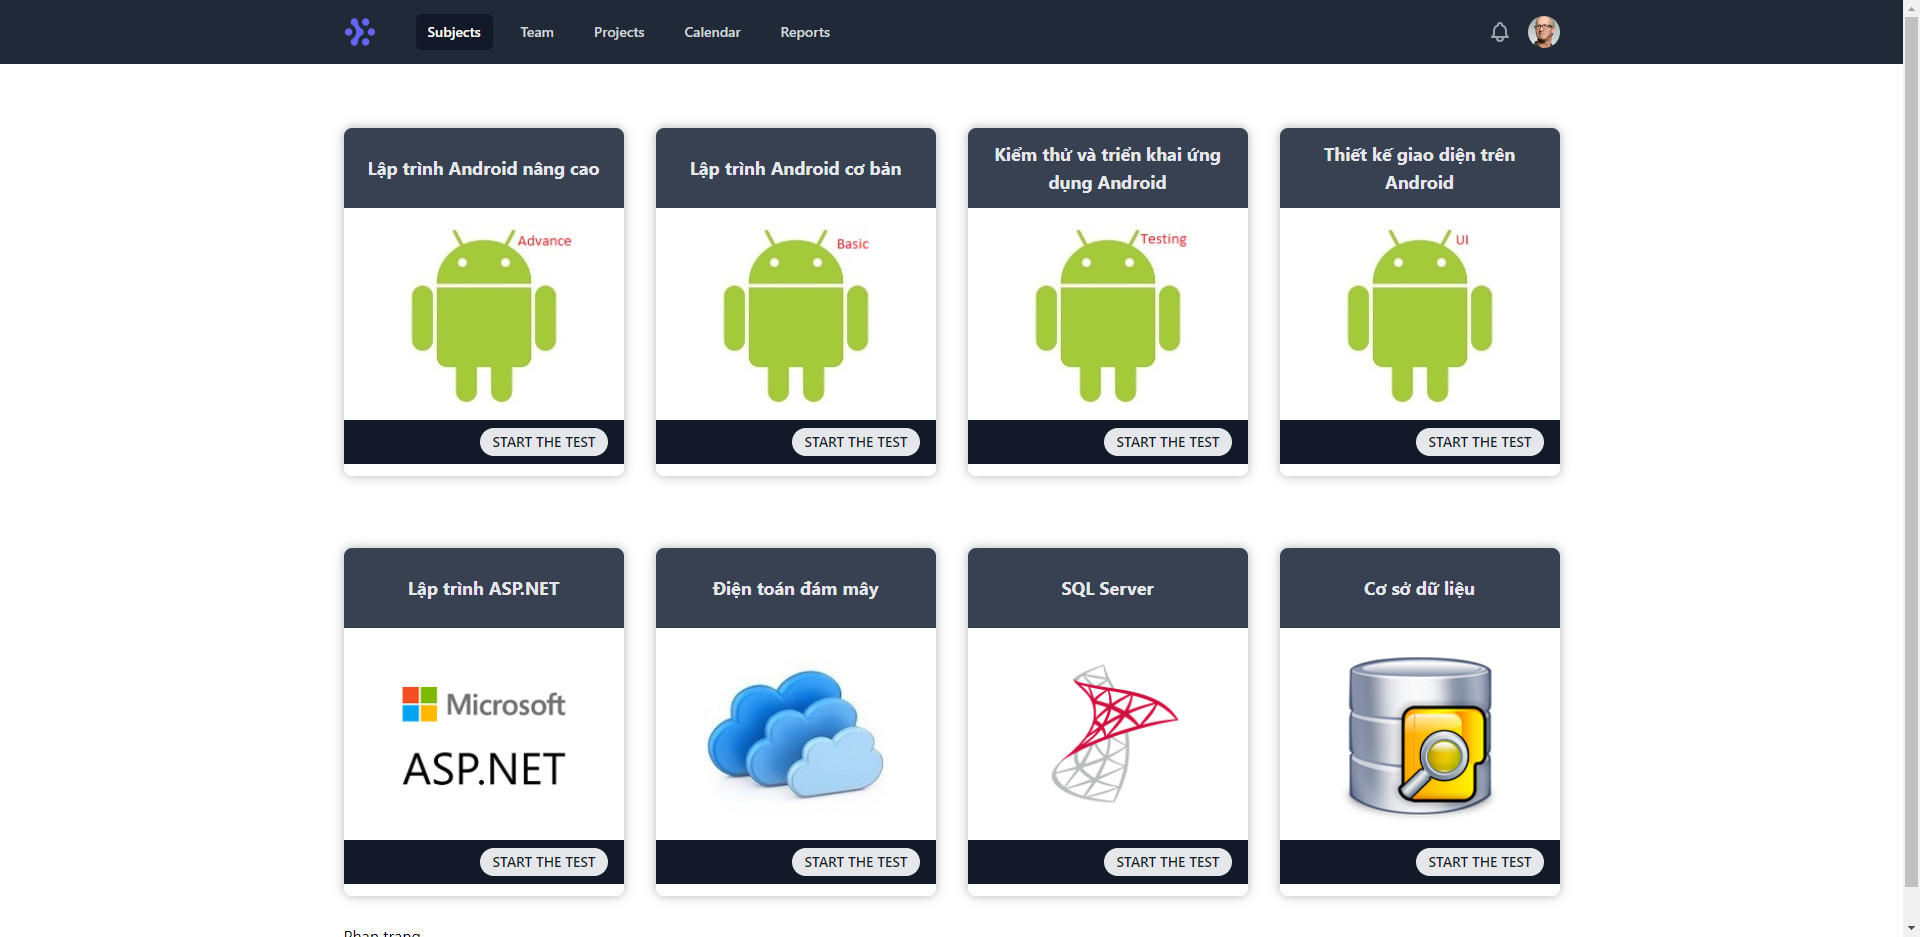 Subjects Team Projects Calendar Reports
Lập trình Android nâng cao
Advance
START THE TEST
Lập trình Android cơ bản
Basic
START THE TEST
Kiểm thử và triển khai ứng
dụng Android
Testing
START THE TEST
Thiết kế giao diện trên
Android
UI
START THE TEST
Lập trình ASP.NET
Microsoft
ASP.NET
START THE TEST
Điện toán đám mây
START THE TEST
SQL Server
START THE TEST
Cơ sở dữ liệu
START THE TEST
Phan trang